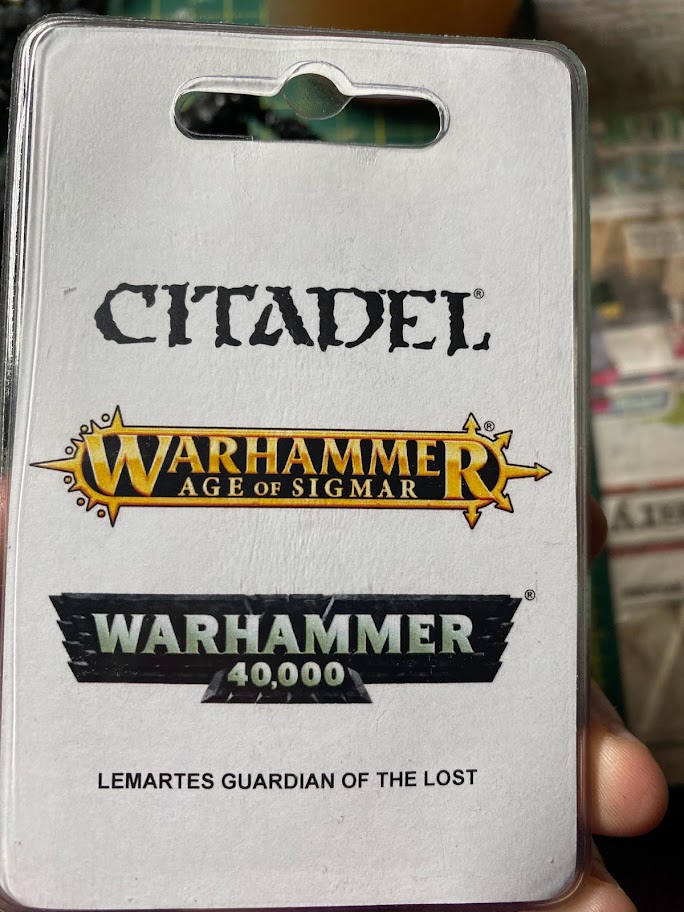 CITADEL®
WARHAMMER®
AGE OF SIGMAR
WARHAMMER®
40,000
LEMARTES GUARDIAN OF THE LOST